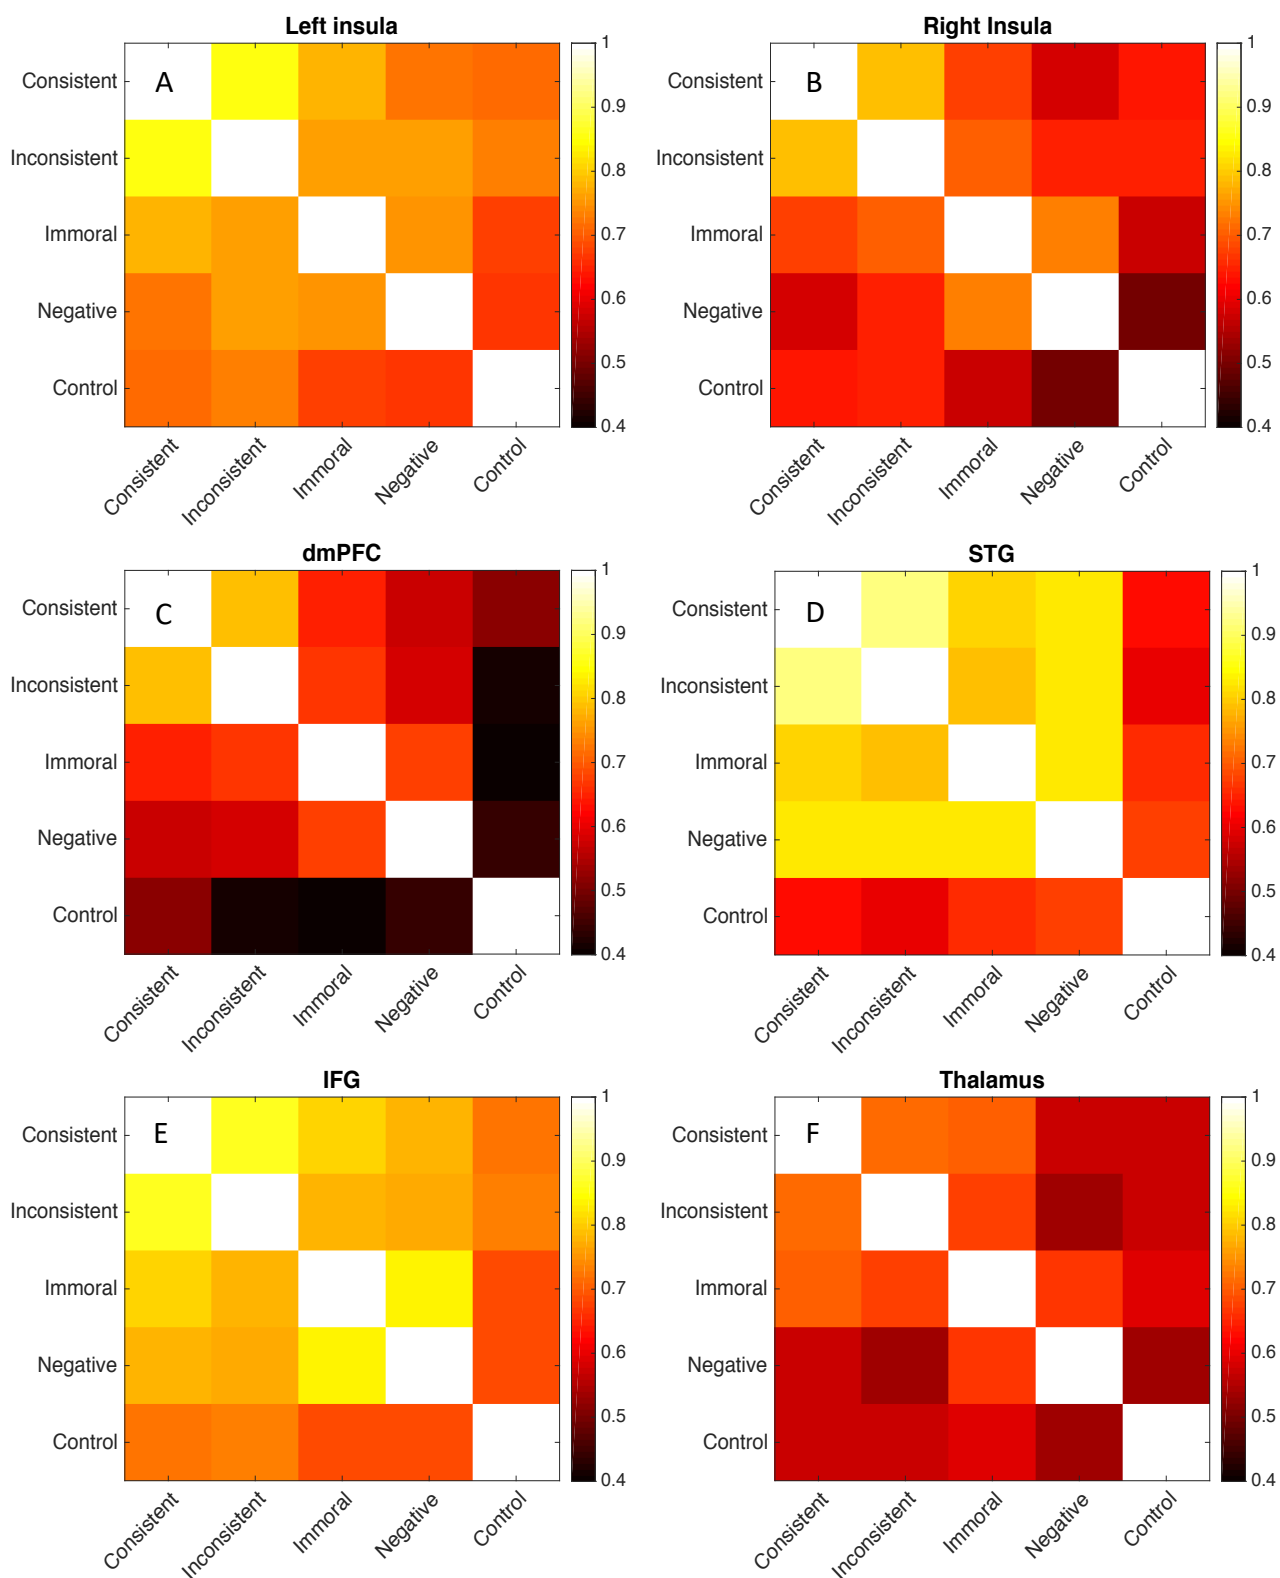 Left insula
A
Consistent
Inconsistent
Immoral
Negative
Control
Consistent
Inconsistent
Immoral
Negative
Control
1
0.9
0.8
0.7
0.6
0.5
0.4
Right Insula
B
Consistent
Inconsistent
Immoral
Negative
Control
Consistent
Inconsistent
Immoral
Negative
Control
1
0.9
0.8
0.7
0.6
0.5
0.4
dmPFC
C
Consistent
Inconsistent
Immoral
Negative
Control
Consistent
Inconsistent
Immoral
Negative
Control
1
0.9
0.8
0.7
0.6
0.5
0.4
STG
D
Consistent
Inconsistent
Immoral
Negative
Control
Consistent
Inconsistent
Immoral
Negative
Control
1
0.9
0.8
0.7
0.6
0.5
0.4
IFG
E
Consistent
Inconsistent
Immoral
Negative
Control
Consistent
Inconsistent
Immoral
Negative
Control
1
0.9
0.8
0.7
0.6
0.5
0.4
Thalamus
F
Consistent
Inconsistent
Immoral
Negative
Control
Consistent
Inconsistent
Immoral
Negative
Control
1
0.9
0.8
0.7
0.6
0.5
0.4